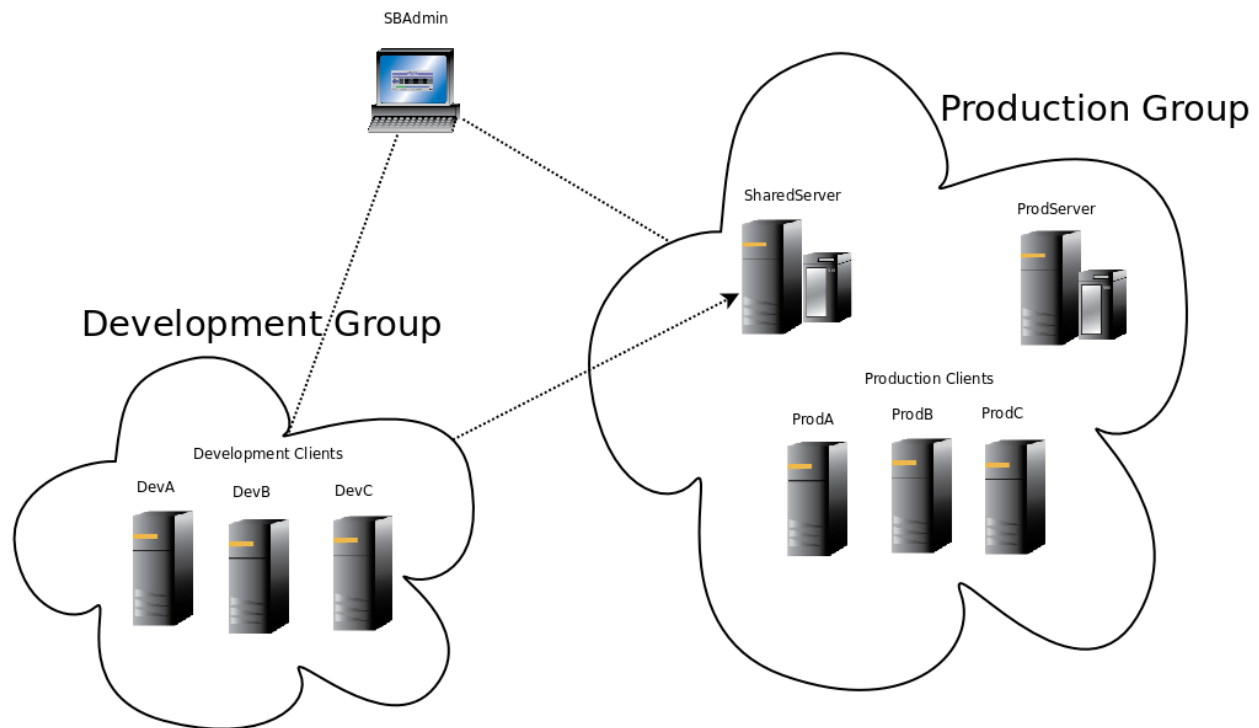 SBAdmin
Production Group
SharedServer
ProdServer
Development Group
Production Clients
ProdA
ProdB
ProdC
Development Clients
DevA
DevB
DevC